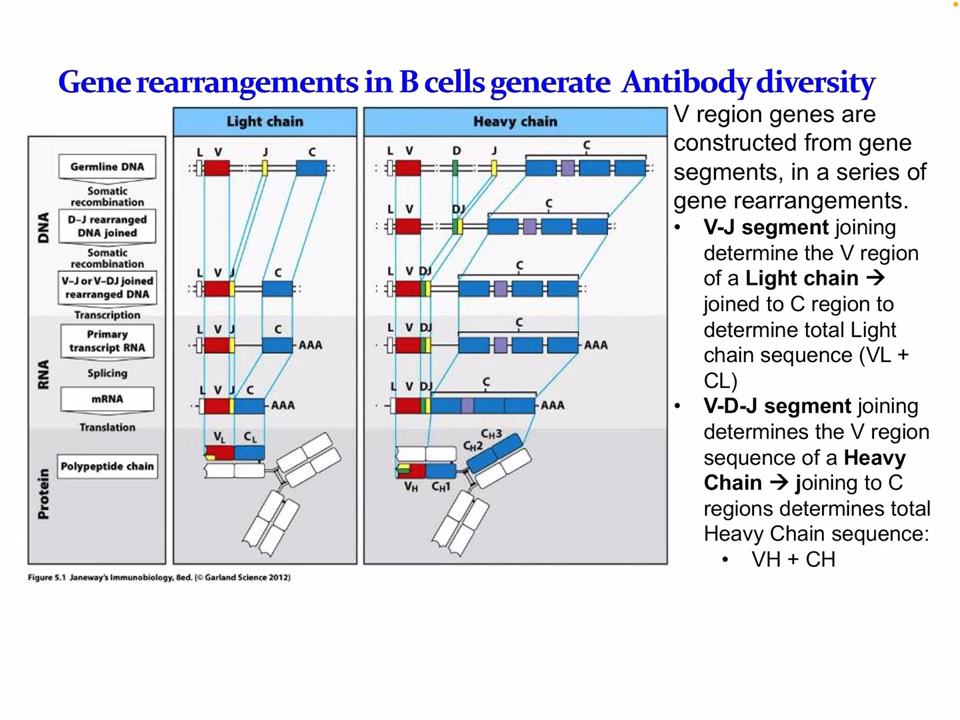 Gene rearrangements in B cells generate Antibody diversity
Light chain
Heavy chain
DNA
Germline DNA
Somatic
recombination
D–J rearranged
DNA joined
Somatic
recombination
V–J or V–DJ joined
rearranged DNA
Transcription
RNA
Primary
transcript RNA
Splicing
mRNA
Translation
Protein
Polypeptide chain
L V J C
L V J C
L V J C
AAA
L V J C
AAA
VL CL
L V D J C
L V DJ C
L V DJ C
L V DJ C
AAA
L V DJ C
AAA
VH CH1 CH2 CH3
Figure 5.1 Janeway's Immunobiology, 8ed. (© Garland Science 2012)
V region genes are
constructed from gene
segments, in a series of
gene rearrangements.
• V-J segment joining
determine the V region
of a Light chain →
joined to C region to
determine total Light
chain sequence (VL +
CL)
• V-D-J segment joining
determines the V region
sequence of a Heavy
Chain → joining to C
regions determines total
Heavy Chain sequence:
• VH + CH